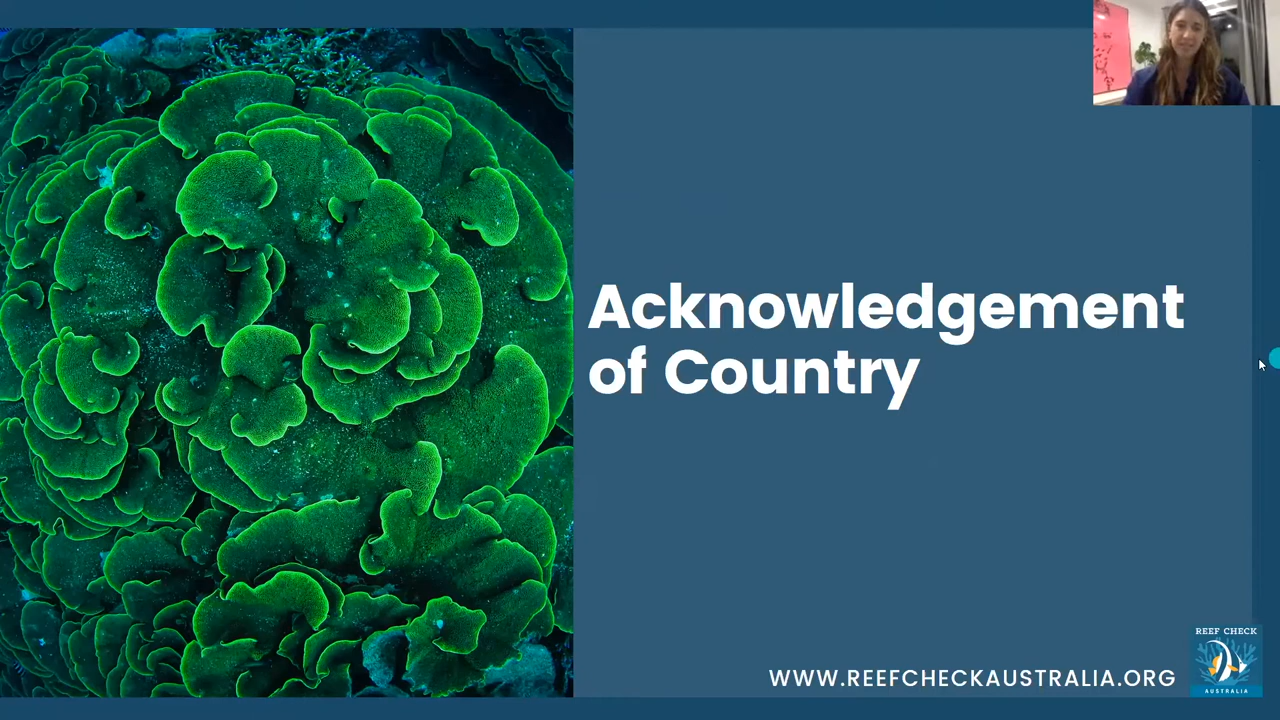 Acknowledgement
of Country
WWW.REEFCHECKAUSTRALIA.ORG
REEF CHECK
AUSTRALIA